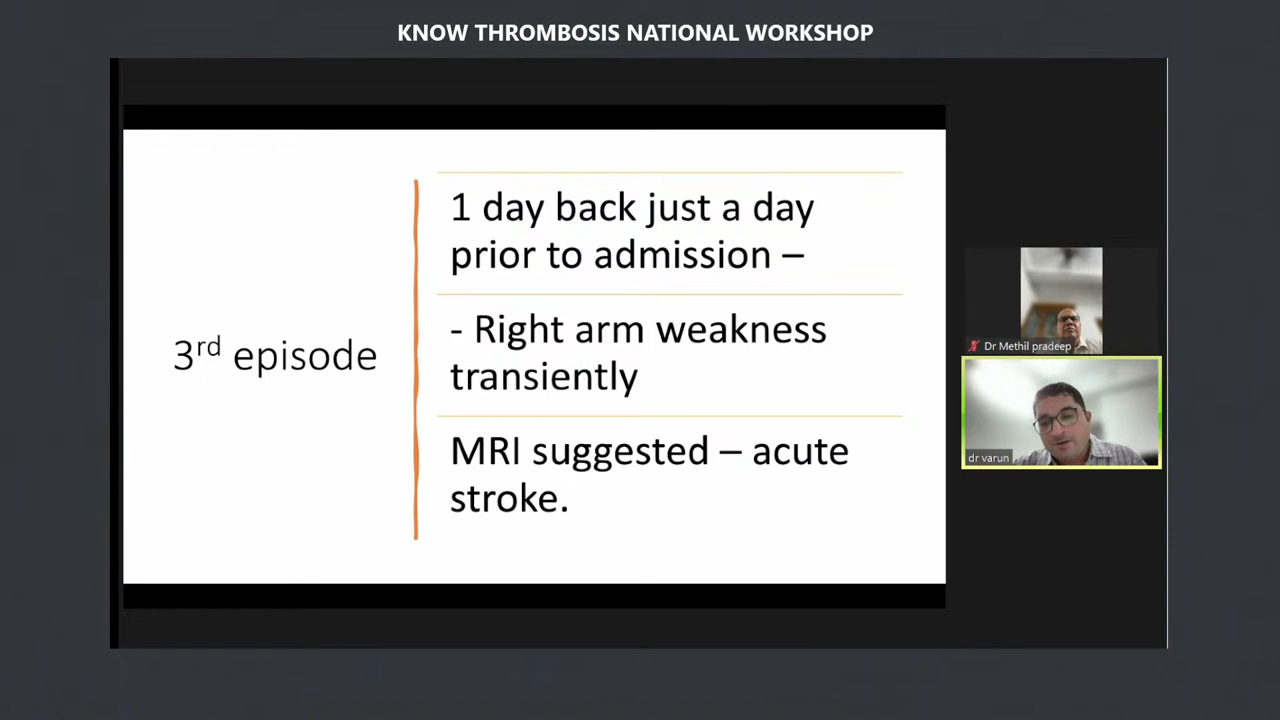 KNOW THROMBOSIS NATIONAL WORKSHOP
3rd episode
1 day back just a day
prior to admission –
- Right arm weakness
transiently
MRI suggested – acute
stroke.
Dr Methil pradeep
dr varun